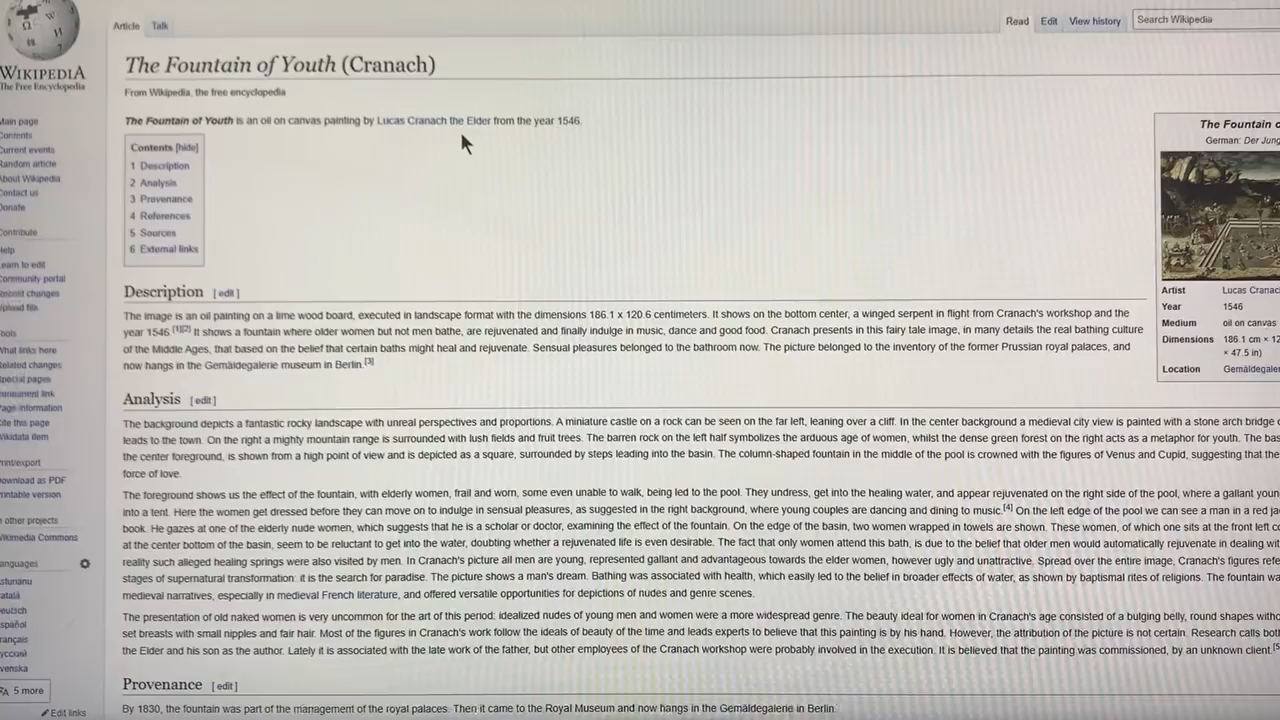 Article Talk
Read Edit View history Search Wikipedia
WIKIPEDIA
The Free Encyclopedia
The Fountain of Youth (Cranach)
From Wikipedia, the free encyclopedia
The Fountain of Youth is an oil on canvas painting by Lucas Cranach the Elder from the year 1546.
Contents [hide]
1 Description
2 Analysis
3 Provenance
4 References
5 Sources
6 External links
Main page
Contents
Current events
Random article
About Wikipedia
Contact us
Donate
Contribute
Help
Learn to edit
Community portal
Recent changes
Upload file
Tools
What links here
Related changes
Special pages
Permanent link
Page information
Cite this page
Wikidata item
Print/export
Download as PDF
Printable version
n other projects
Wikimedia Commons
Languages
Asturianu
Català
Deutsch
Español
Français
Русский
Svenska
5 more
Edit links
The Fountain o
German: Der Jung
Artist Lucas Cranac
Year 1546
Medium oil on canvas
Dimensions 186.1 cm × 12
× 47.5 in)
Location Gemäldegaler
Description [ edit ]
The image is an oil painting on a lime wood board, executed in landscape format with the dimensions 186.1 x 120.6 centimeters. It shows on the bottom center, a winged serpent in flight from Cranach's workshop and the
year 1546.[1][2] It shows a fountain where older women but not men bathe, are rejuvenated and finally indulge in music, dance and good food. Cranach presents in this fairy tale image, in many details the real bathing culture
of the Middle Ages, that based on the belief that certain baths might heal and rejuvenate. Sensual pleasures belonged to the bathroom now. The picture belonged to the inventory of the former Prussian royal palaces, and
now hangs in the Gemäldegalerie museum in Berlin.[3]
Analysis [ edit ]
The background depicts a fantastic rocky landscape with unreal perspectives and proportions. A miniature castle on a rock can be seen on the far left, leaning over a cliff. In the center background a medieval city view is painted with a stone arch bridge
leads to the town. On the right a mighty mountain range is surrounded with lush fields and fruit trees. The barren rock on the left half symbolizes the arduous age of women, whilst the dense green forest on the right acts as a metaphor for youth. The bas
the center foreground, is shown from a high point of view and is depicted as a square, surrounded by steps leading into the basin. The column-shaped fountain in the middle of the pool is crowned with the figures of Venus and Cupid, suggesting that the
force of love.
The foreground shows us the effect of the fountain, with elderly women, frail and worn, some even unable to walk, being led to the pool. They undress, get into the healing water, and appear rejuvenated on the right side of the pool, where a gallant youn
into a tent. Here the women get dressed before they can move on to indulge in sensual pleasures, as suggested in the right background, where young couples are dancing and dining to music.[4] On the left edge of the pool we can see a man in a red ja
book. He gazes at one of the elderly nude women, which suggests that he is a scholar or doctor, examining the effect of the fountain. On the edge of the basin, two women wrapped in towels are shown. These women, of which one sits at the front left c
at the center bottom of the basin, seem to be reluctant to get into the water, doubting whether a rejuvenated life is even desirable. The fact that only women attend this bath, is due to the belief that older men would automatically rejuvenate in dealing wit
reality such alleged healing springs were also visited by men. In Cranach's picture all men are young, represented gallant and advantageous towards the elder women, however ugly and unattractive. Spread over the entire image, Cranach's figures refe
stages of supernatural transformation: it is the search for paradise. The picture shows a man's dream. Bathing was associated with health, which easily led to the belief in broader effects of water, as shown by baptismal rites of religions. The fountain wa
medieval narratives, especially in medieval French literature, and offered versatile opportunities for depictions of nudes and genre scenes.
The presentation of old naked women is very uncommon for the art of this period: idealized nudes of young men and women were a more widespread genre. The beauty ideal for women in Cranach's age consisted of a bulging belly, round shapes witho
set breasts with small nipples and fair hair. Most of the figures in Cranach's work follow the ideals of beauty of the time and leads experts to believe that this painting is by his hand. However, the attribution of the picture is not certain. Research calls bot
the Elder and his son as the author. Lately it is associated with the late work of the father, but other employees of the Cranach workshop were probably involved in the execution. It is believed that the painting was commissioned, by an unknown client.[5
Provenance [ edit ]
By 1830, the fountain was part of the management of the royal palaces. Then it came to the Royal Museum and now hangs in the Gemäldegalerie in Berlin.